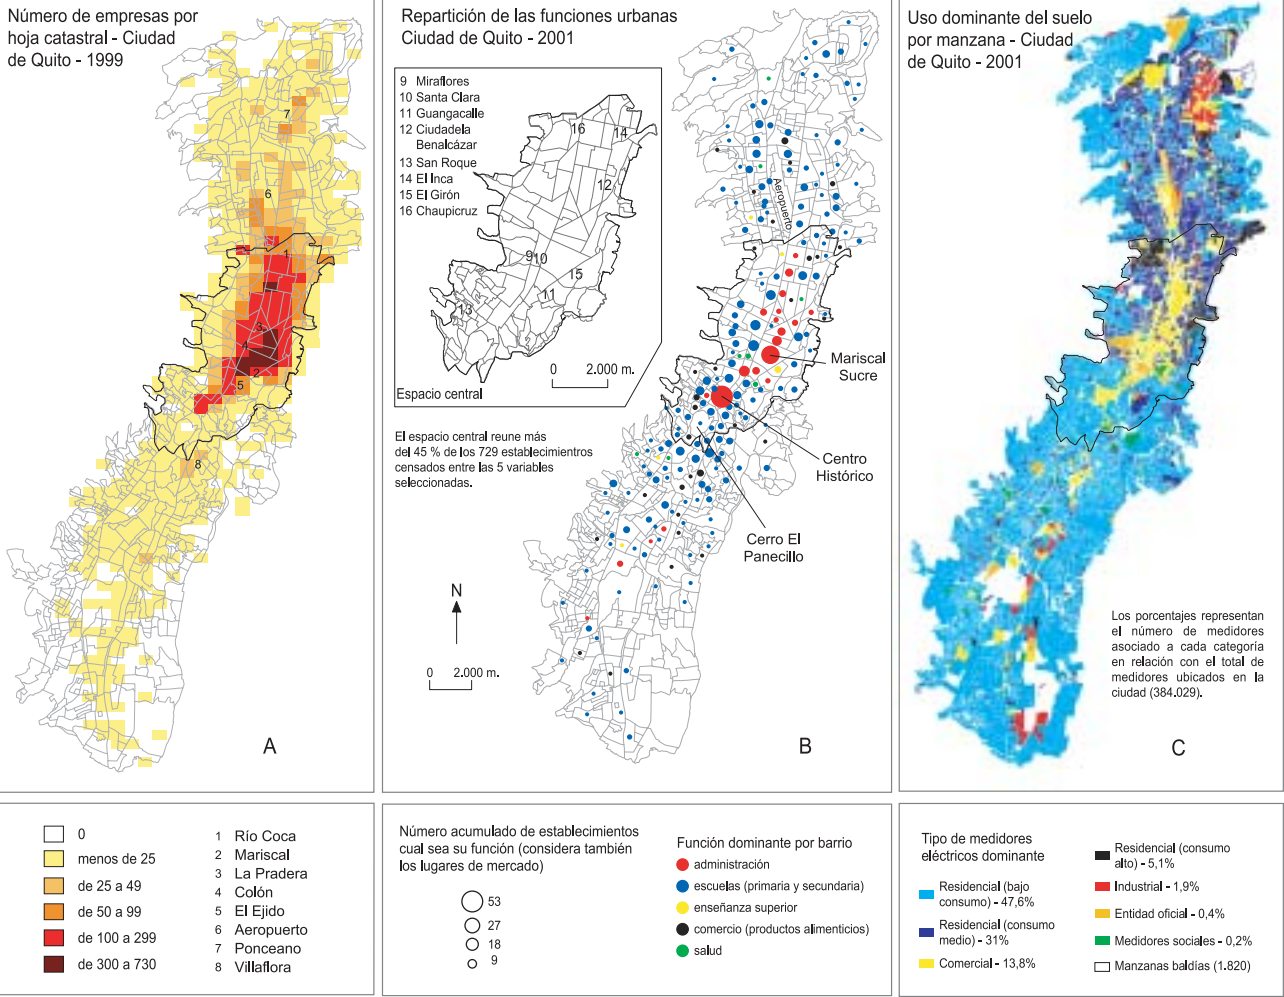 Número de empresas por
hoja catastral - Ciudad
de Quito - 1999
7
6
1
3
4
2
5
8
A
0
menos de 25
de 25 a 49
de 50 a 99
de 100 a 299
de 300 a 730
1 Río Coca
2 Mariscal
3 La Pradera
4 Colón
5 El Ejido
6 Aeropuerto
7 Ponceano
8 Villaflora
Repartición de las funciones urbanas
Ciudad de Quito - 2001
9 Miraflores
10 Santa Clara
11 Guangacalle
12 Ciudadela
Benalcázar
13 San Roque
14 El Inca
15 El Girón
16 Chaupicruz
16
14
12
9
10
15
11
13
0 2.000 m.
Espacio central
El espacio central reune más
del 45 % de los 729 establecimientros
censados entre las 5 variables
seleccionadas.
Aeropuerto
Mariscal
Sucre
Centro
Histórico
Cerro El
Panecillo
N
0 2.000 m.
B
Número acumulado de establecimientos
cual sea su función (considera también
los lugares de mercado)
53
27
18
9
Función dominante por barrio
administración
escuelas (primaria y secundaria)
enseñanza superior
comercio (productos alimenticios)
salud
Uso dominante del suelo
por manzana - Ciudad
de Quito - 2001
Los porcentajes representan
el número de medidores
asociado a cada categoría
en relación con el total de
medidores ubicados en la
ciudad (384.029).
C
Tipo de medidores
eléctricos dominante
Residencial (bajo
consumo) - 47,6%
Residencial (consumo
medio) - 31%
Comercial - 13,8%
Residencial (consumo
alto) - 5,1%
Industrial - 1,9%
Entidad oficial - 0,4%
Medidores sociales - 0,2%
Manzanas baldías (1.820)